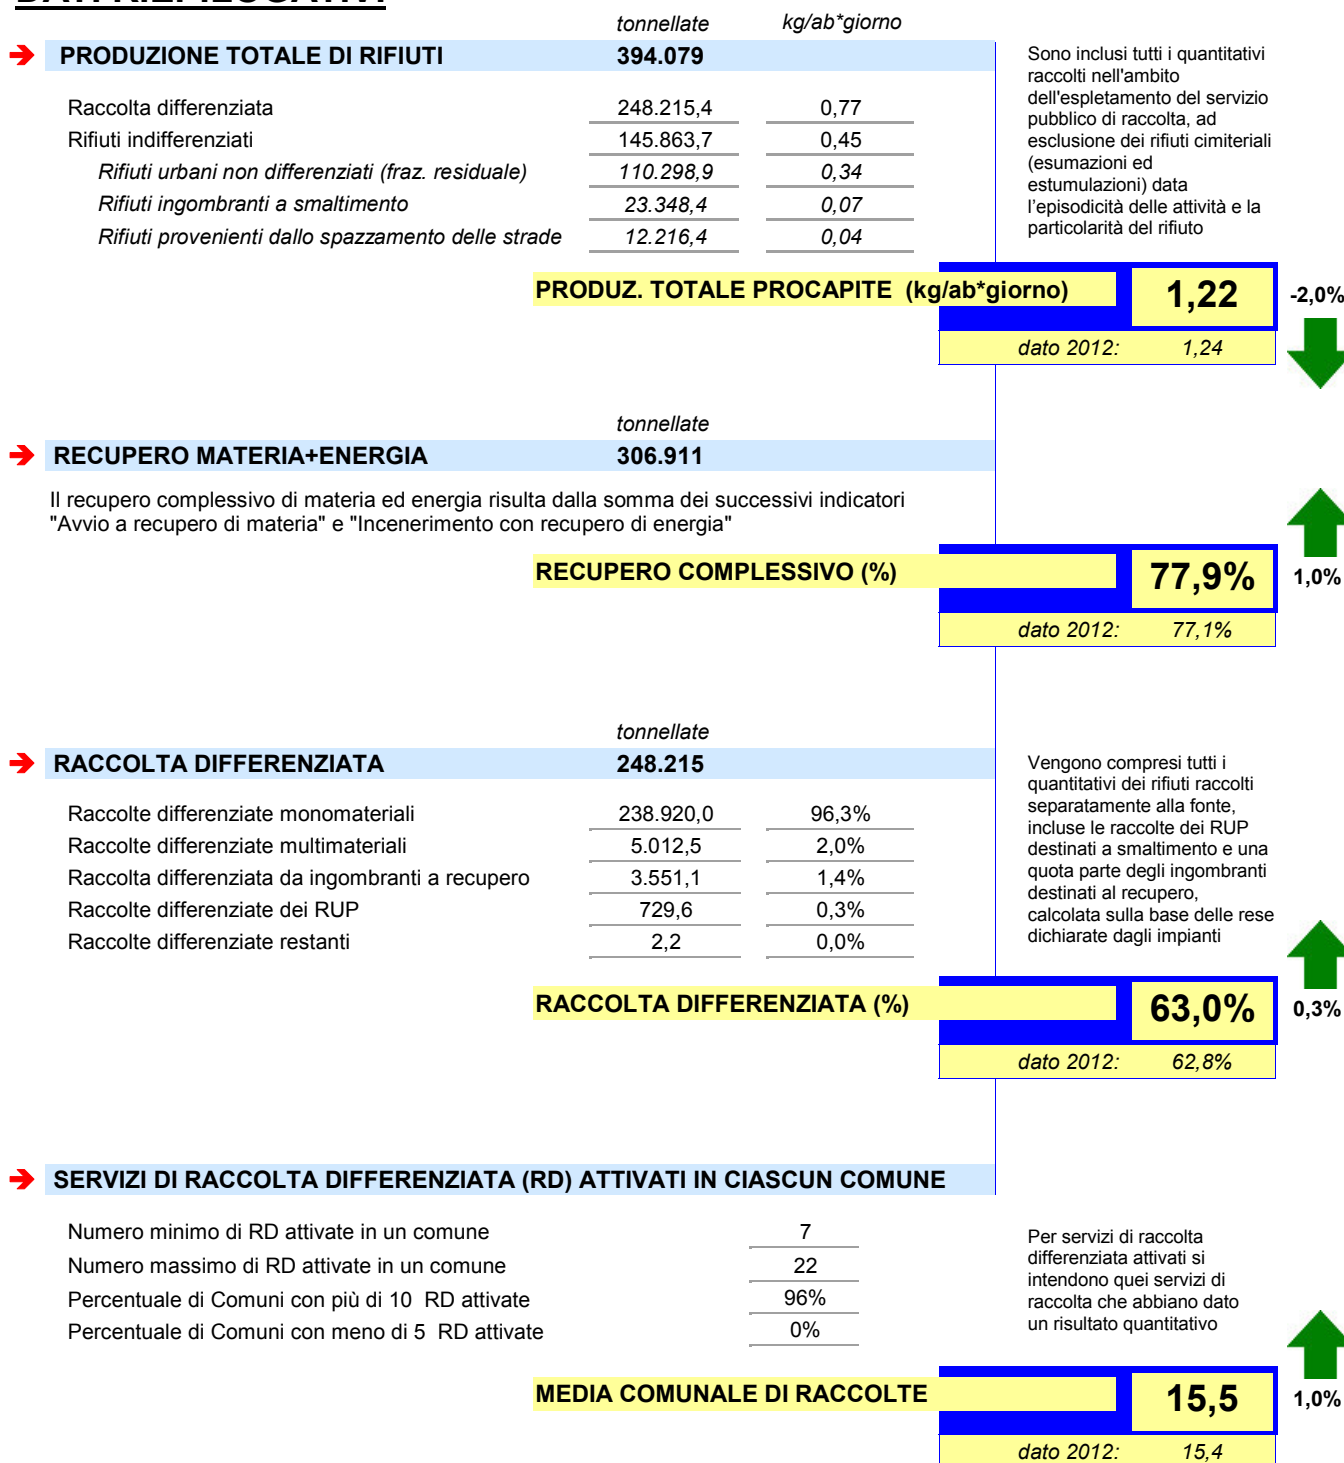 DATI RIEPILOGATIVI
tonnellate kg/ab*giorno
PRODUZIONE TOTALE DI RIFIUTI 394.079
Raccolta differenziata 248.215,4 0,77
Rifiuti indifferenziati 145.863,7 0,45
Rifiuti urbani non differenziati (fraz. residuale) 110.298,9 0,34
Rifiuti ingombranti a smaltimento 23.348,4 0,07
Rifiuti provenienti dallo spazzamento delle strade 12.216,4 0,04
Sono inclusi tutti i quantitativi
raccolti nell'ambito
dell'espletamento del servizio
pubblico di raccolta, ad
esclusione dei rifiuti cimiteriali
(esumazioni ed
estumulazioni) data
l'episodicità delle attività e la
particolarità del rifiuto
PRODUZ. TOTALE PROCAPITE (kg/ab*giorno) 1,22 -2,0%
dato 2012: 1,24
tonnellate
RECUPERO MATERIA+ENERGIA 306.911
Il recupero complessivo di materia ed energia risulta dalla somma dei successivi indicatori
"Avvio a recupero di materia" e "Incenerimento con recupero di energia"
RECUPERO COMPLESSIVO (%) 77,9% 1,0%
dato 2012: 77,1%
tonnellate
RACCOLTA DIFFERENZIATA 248.215
Raccolte differenziate monomateriali 238.920,0 96,3%
Raccolte differenziate multimateriali 5.012,5 2,0%
Raccolta differenziata da ingombranti a recupero 3.551,1 1,4%
Raccolte differenziate dei RUP 729,6 0,3%
Raccolte differenziate restanti 2,2 0,0%
Vengono compresi tutti i
quantitativi dei rifiuti raccolti
separatamente alla fonte,
incluse le raccolte dei RUP
destinati a smaltimento e una
quota parte degli ingombranti
destinati al recupero,
calcolata sulla base delle rese
dichiarate dagli impianti
RACCOLTA DIFFERENZIATA (%) 63,0% 0,3%
dato 2012: 62,8%
SERVIZI DI RACCOLTA DIFFERENZIATA (RD) ATTIVATI IN CIASCUN COMUNE
Numero minimo di RD attivate in un comune 7
Numero massimo di RD attivate in un comune 22
Percentuale di Comuni con più di 10 RD attivate 96%
Percentuale di Comuni con meno di 5 RD attivate 0%
Per servizi di raccolta
differenziata attivati si
intendono quei servizi di
raccolta che abbiano dato
un risultato quantitativo
MEDIA COMUNALE DI RACCOLTE 15,5 1,0%
dato 2012: 15,4